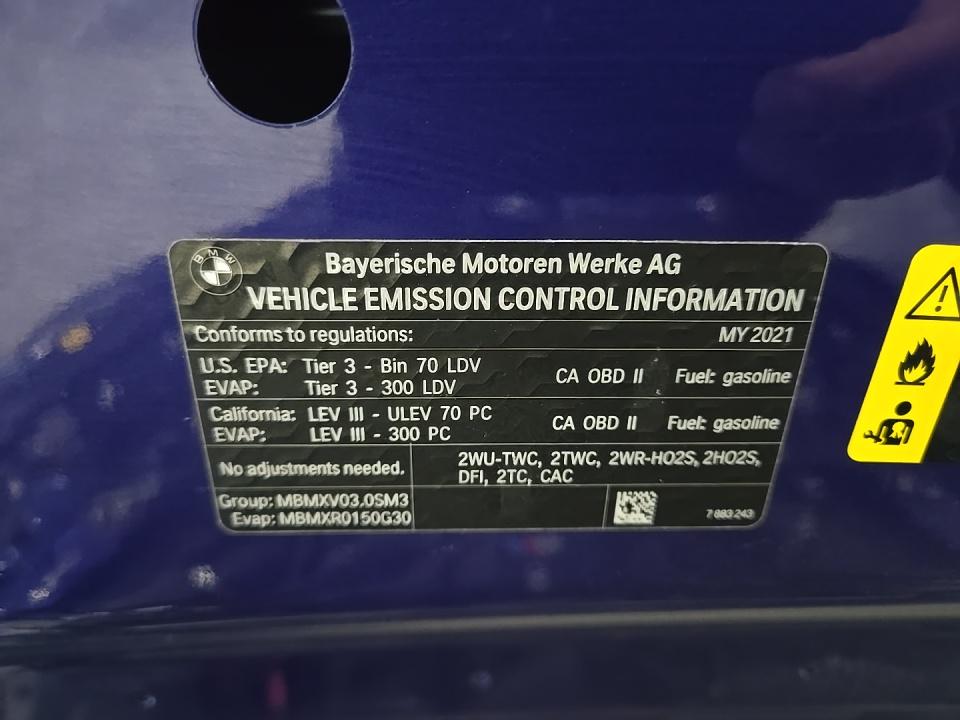 BMW
Bayerische Motoren Werke AG
VEHICLE EMISSION CONTROL INFORMATION
Conforms to regulations: MY 2021
U.S. EPA: Tier 3 - Bin 70 LDV
EVAP: Tier 3 - 300 LDV
CA OBD II Fuel: gasoline
California: LEV III - ULEV 70 PC
EVAP: LEV III - 300 PC
CA OBD II Fuel: gasoline
No adjustments needed.
2WU-TWC, 2TWC, 2WR-HO2S, 2HO2S,
DFI, 2TC, CAC
Group: MBMXV03.0SM3
Evap: MBMXR0150G30
7 883 243